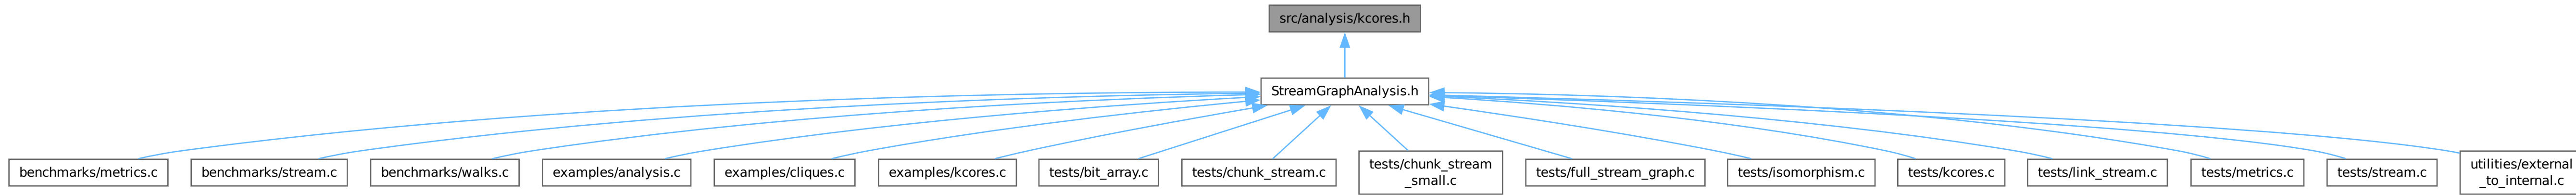 src/analysis/kcores.h
StreamGraphAnalysis.h
benchmarks/metrics.c
benchmarks/stream.c
benchmarks/walks.c
examples/analysis.c
examples/cliques.c
examples/kcores.c
tests/bit_array.c
tests/chunk_stream.c
tests/chunk_stream
_small.c
tests/full_stream_graph.c
tests/isomorphism.c
tests/kcores.c
tests/link_stream.c
tests/metrics.c
tests/stream.c
utilities/external
_to_internal.c